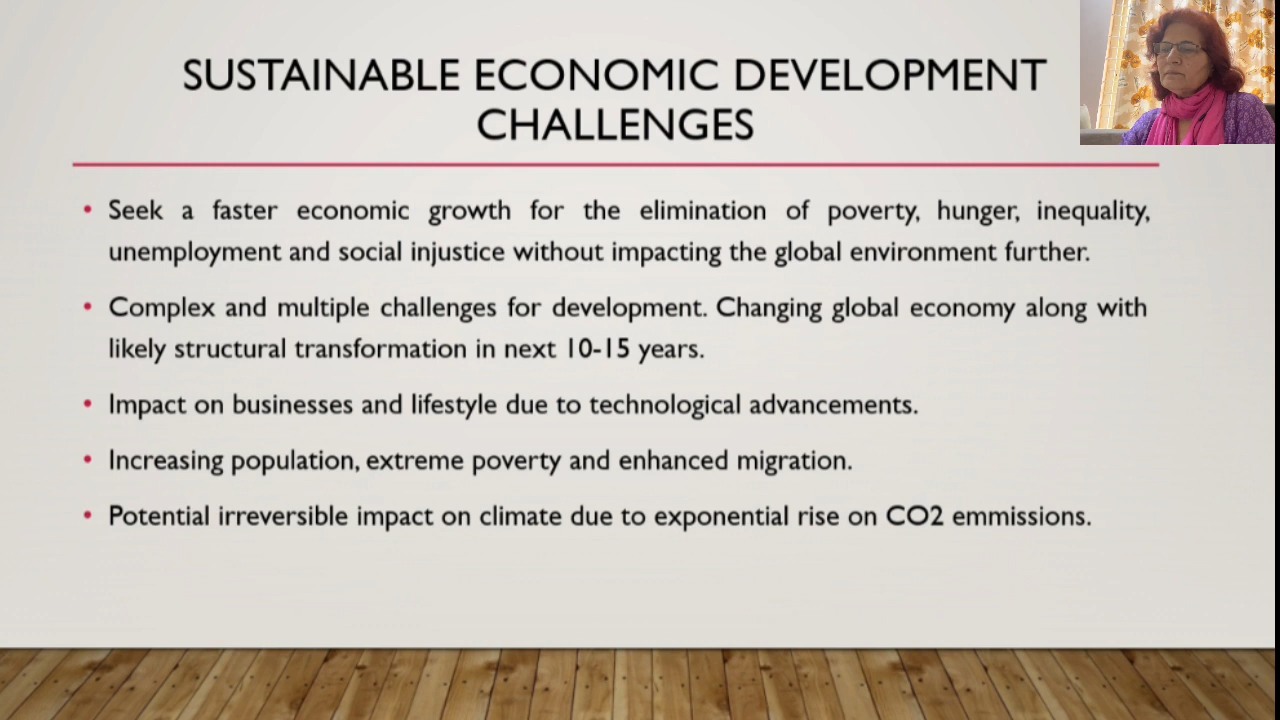 SUSTAINABLE ECONOMIC DEVELOPMENT
CHALLENGES
• Seek a faster economic growth for the elimination of poverty, hunger, inequality,
unemployment and social injustice without impacting the global environment further.
• Complex and multiple challenges for development. Changing global economy along with
likely structural transformation in next 10-15 years.
• Impact on businesses and lifestyle due to technological advancements.
• Increasing population, extreme poverty and enhanced migration.
• Potential irreversible impact on climate due to exponential rise on CO2 emmissions.